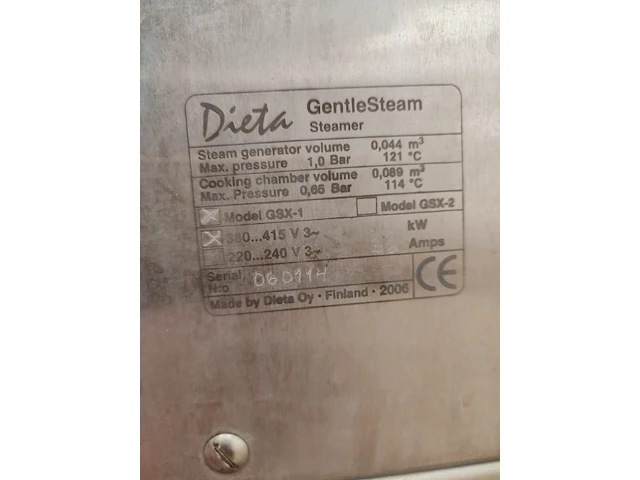 Dieta GentleSteam
Steamer
Steam generator volume 0,044 m³
Max. pressure 1,0 Bar 121 °C
Cooking chamber volume 0,089 m³
Max. Pressure 0,65 Bar 114 °C
Model GSX-1 Model GSX-2
380...415 V 3~ kW
220...240 V 3~ Amps
Serial N:o 060114
CE
Made by Dieta Oy · Finland · 2006